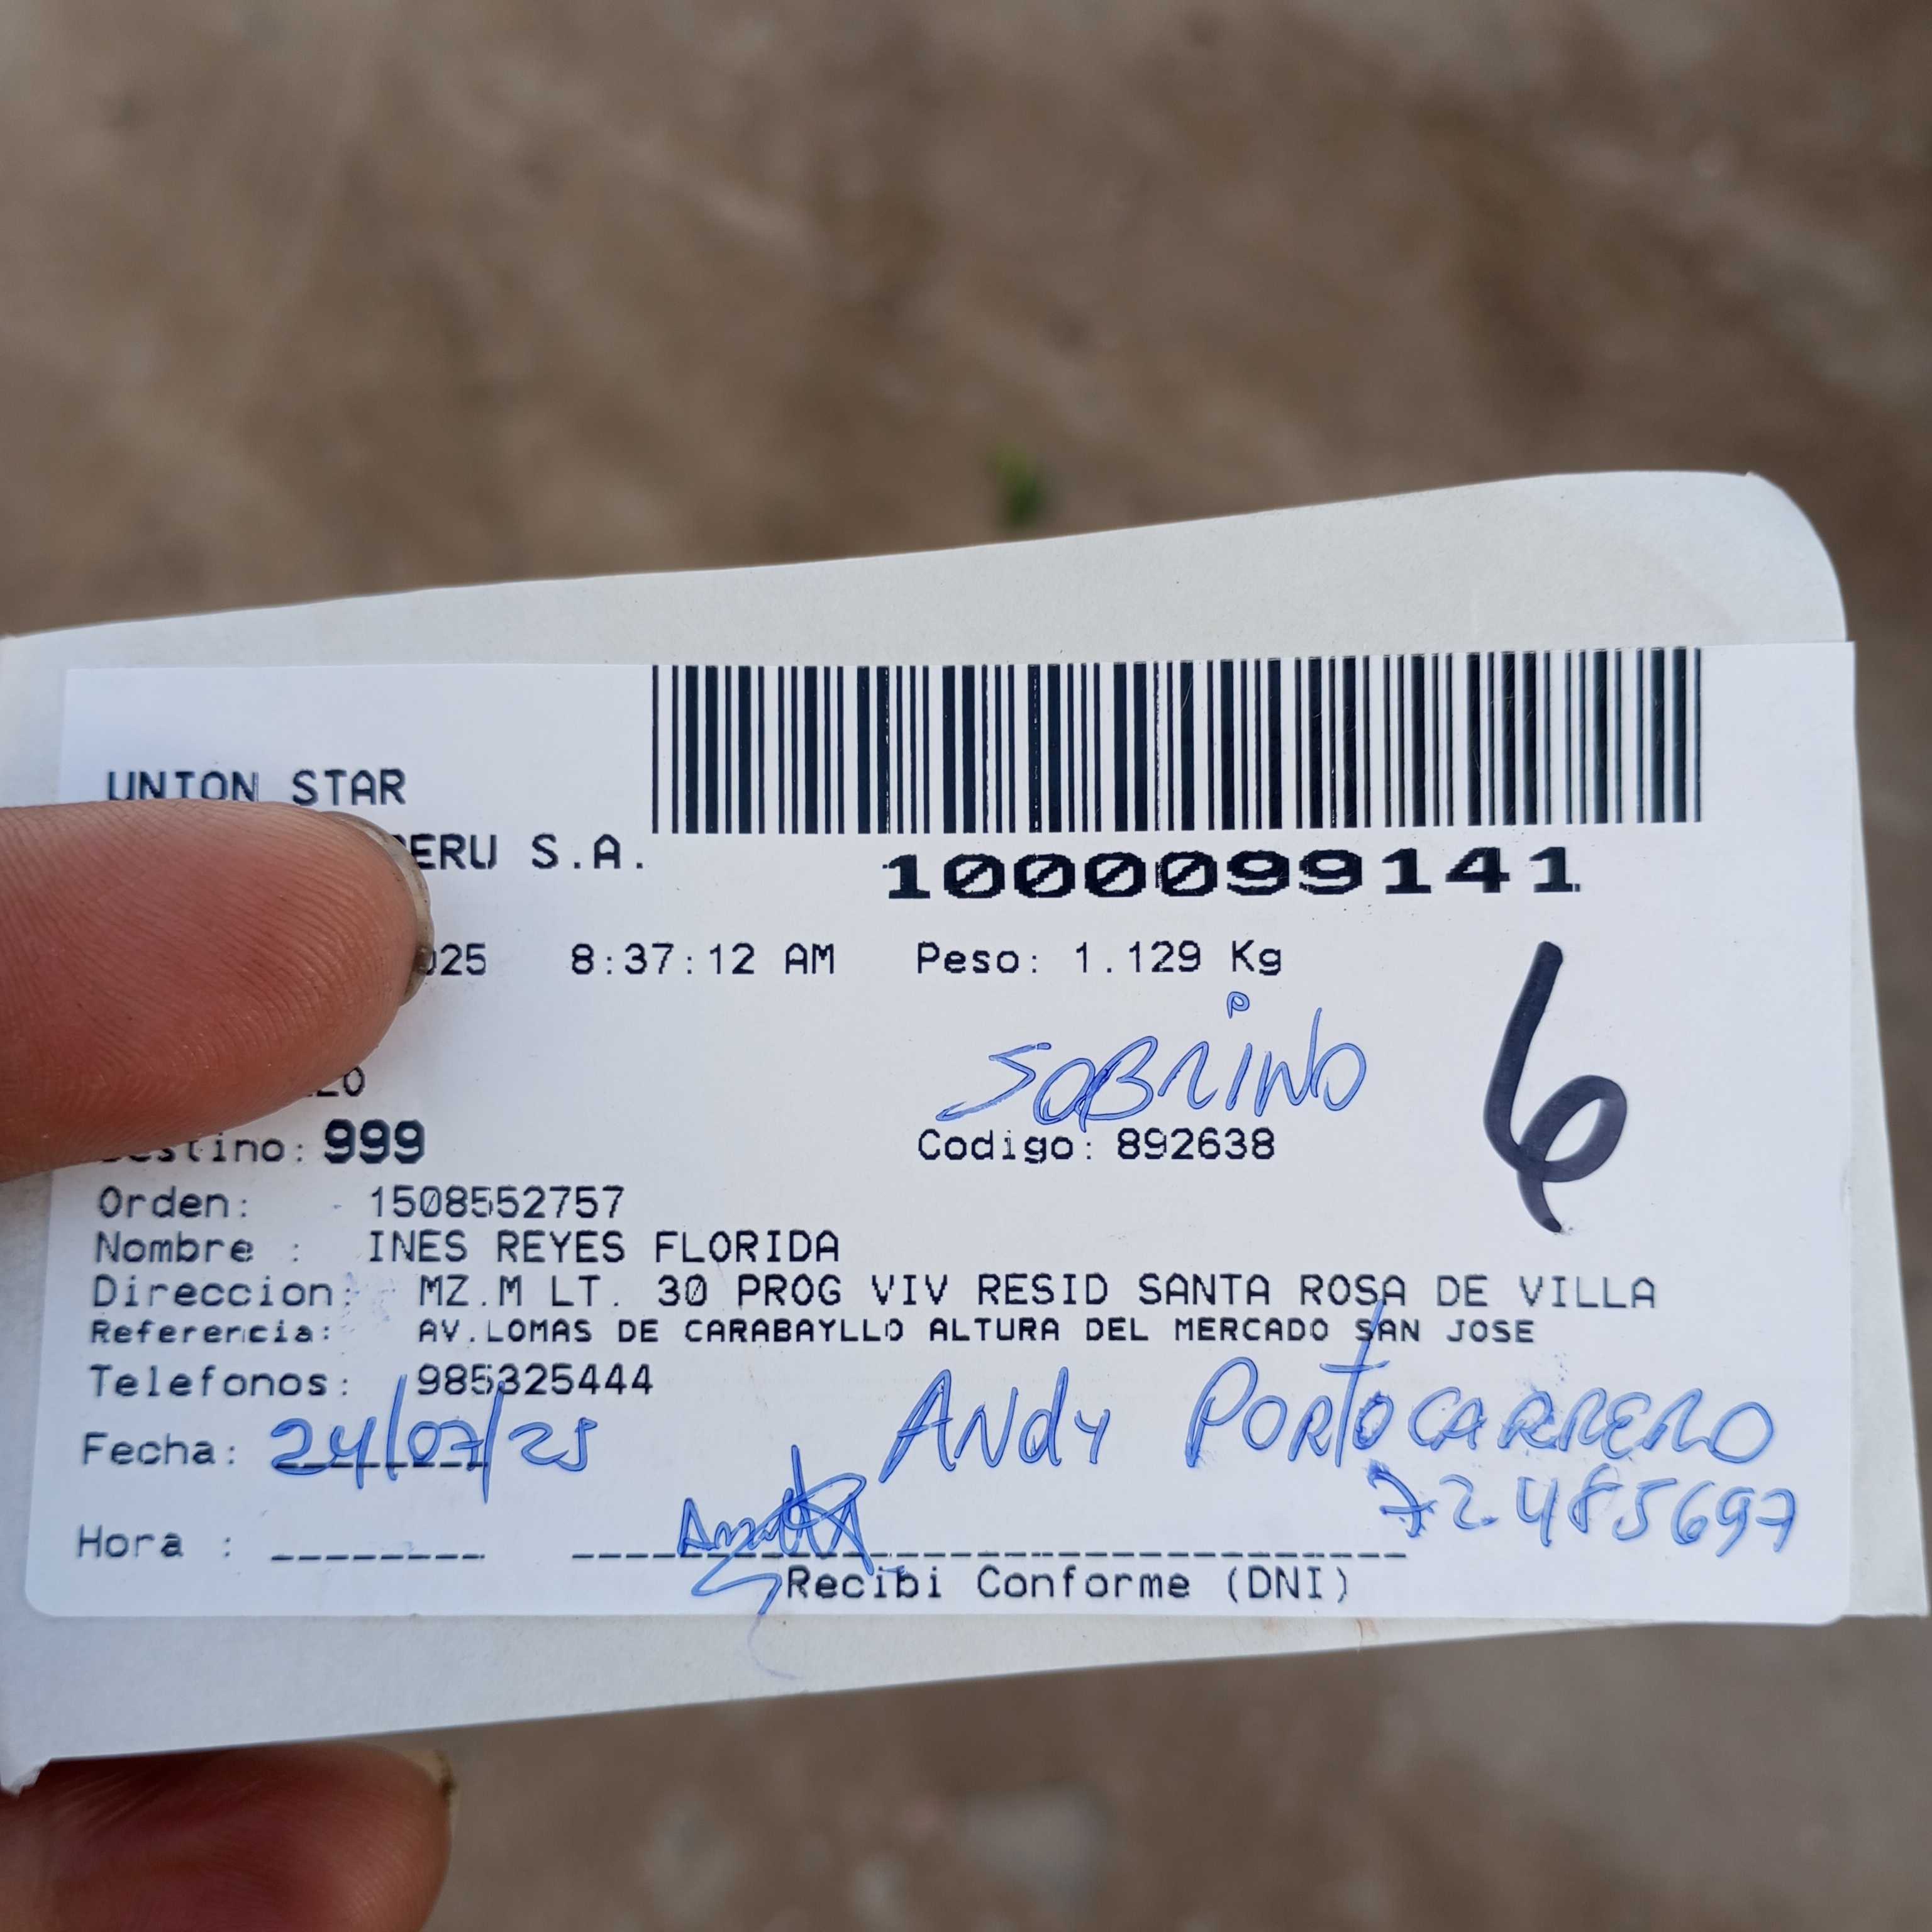 UNION STAR
PERU S.A.
1000099141
025 8:37:12 AM Peso: 1.129 Kg
SOBRINO
6
LLO
Destino: 999 Codigo: 892638
Orden: - 1508552757
Nombre : INES REYES FLORIDA
Direccion: MZ.M LT. 30 PROG VIV RESID SANTA ROSA DE VILLA
Referencia: AV.LOMAS DE CARABAYLLO ALTURA DEL MERCADO SAN JOSE
Telefonos: 985325444
Fecha: 24/07/25 ANdy PORTOCARRERO
72485697
Hora :
Recibi Conforme (DNI)